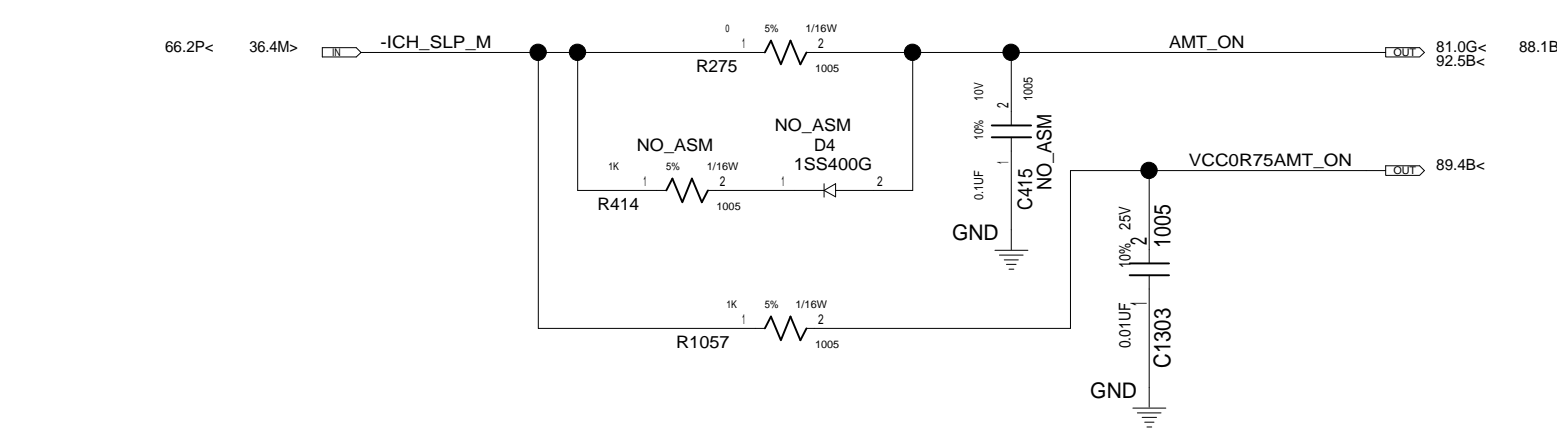 66.2P< 36.4M> IN -ICH_SLP_M
0 5% 1/16W
1 2
R275 1005
AMT_ON
OUT 81.0G< 88.1B
92.5B<
NO_ASM
1K 5% 1/16W
1 2
R414 1005
NO_ASM
D4
1SS400G
1 2
10V 1005
10% 2
0.1UF 1
C415 NO_ASM
GND
VCC0R75AMT_ON
OUT 89.4B<
25V 1005
10% 2
0.01UF 1
C1303
GND
1K 5% 1/16W
1 2
R1057 1005